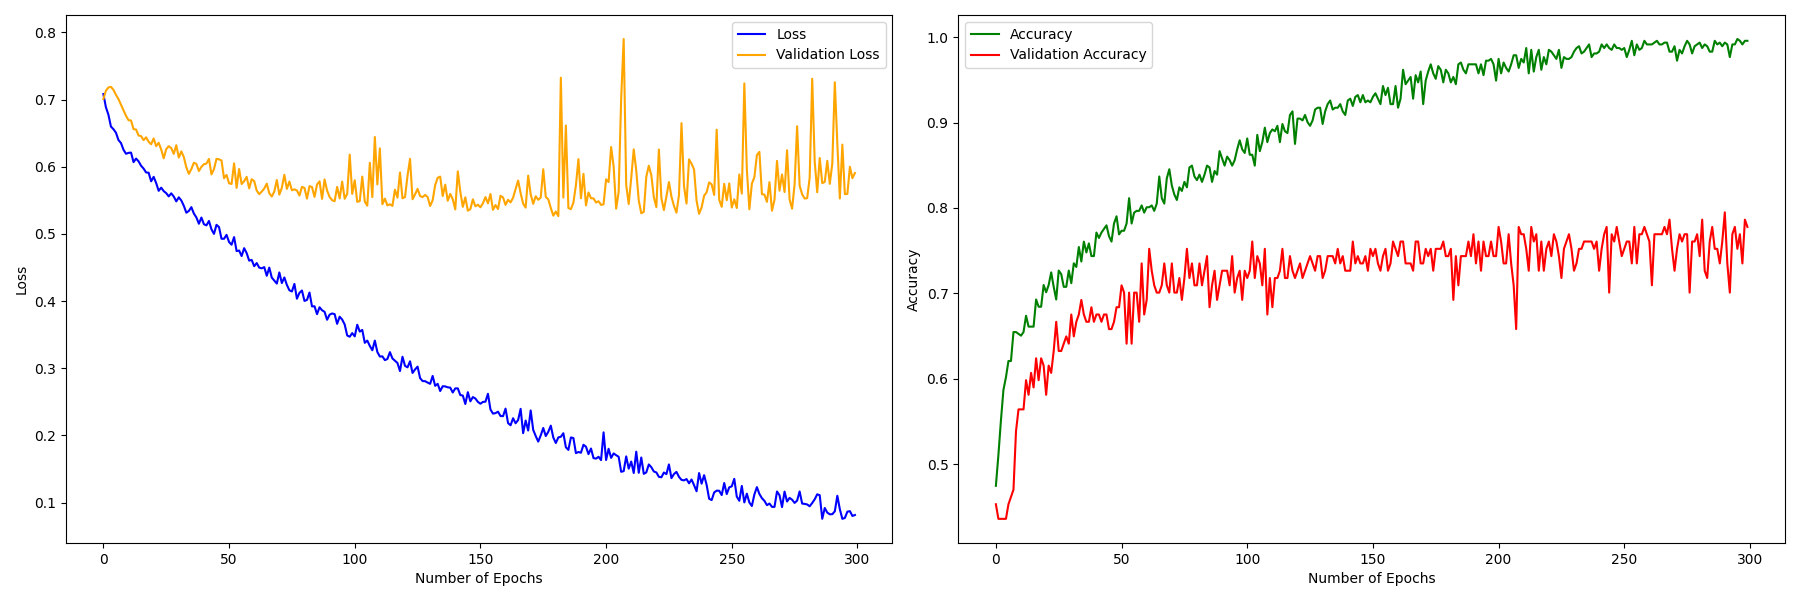 0.8
0.7
0.6
0.5
0.4
0.3
0.2
0.1
Loss
0 50 100 150 200 250 300
Number of Epochs
Loss
Validation Loss
1.0
0.9
0.8
0.7
0.6
0.5
Accuracy
0 50 100 150 200 250 300
Number of Epochs
Accuracy
Validation Accuracy